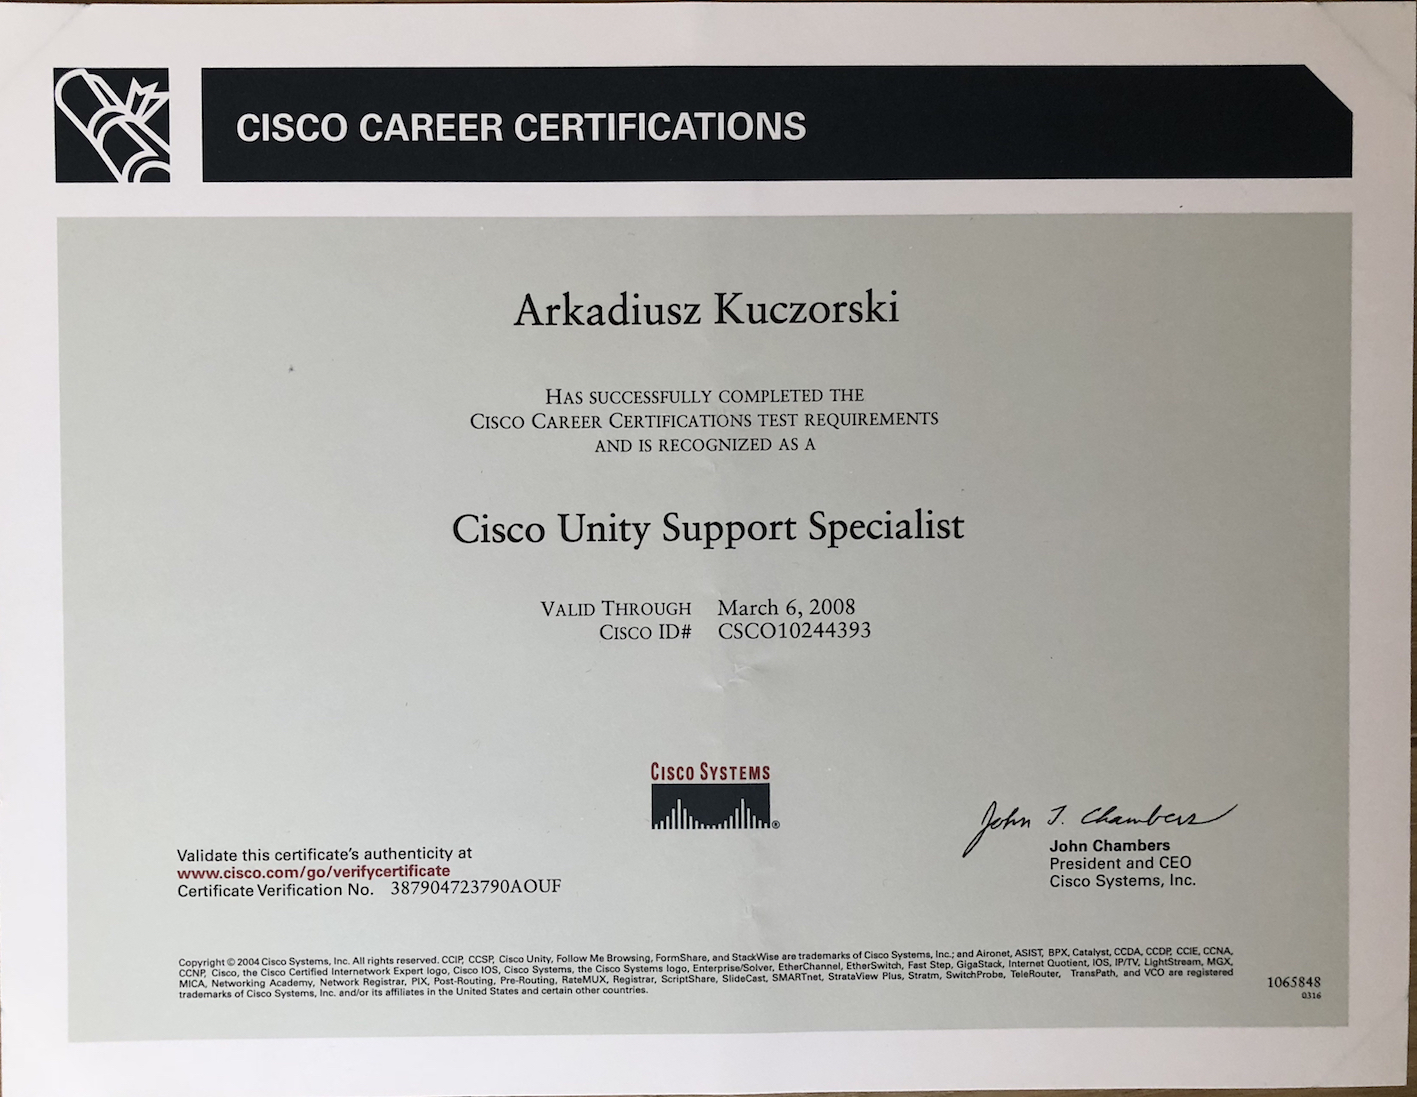 CISCO CAREER CERTIFICATIONS
Arkadiusz Kuczorski
HAS SUCCESSFULLY COMPLETED THE
CISCO CAREER CERTIFICATIONS TEST REQUIREMENTS
AND IS RECOGNIZED AS A
Cisco Unity Support Specialist
VALID THROUGH March 6, 2008
CISCO ID# CSCO10244393
CISCO SYSTEMS
®
John T. Chambers
John Chambers
President and CEO
Cisco Systems, Inc.
Validate this certificate's authenticity at
www.cisco.com/go/verifycertificate
Certificate Verification No. 387904723790AOUF
Copyright © 2004 Cisco Systems, Inc. All rights reserved. CCIP, CCSP, Cisco Unity, Follow Me Browsing, FormShare, and StackWise are trademarks of Cisco Systems, Inc.; and Aironet, ASIST, BPX, Catalyst, CCDA, CCDP, CCIE, CCNA,
CCNP, Cisco, the Cisco Certified Internetwork Expert logo, Cisco IOS, Cisco Systems, the Cisco Systems logo, Enterprise/Solver, EtherChannel, EtherSwitch, Fast Step, GigaStack, Internet Quotient, IOS, IP/TV, LightStream, MGX,
MICA, Networking Academy, Network Registrar, PIX, Post-Routing, Pre-Routing, RateMUX, Registrar, ScriptShare, SlideCast, SMARTnet, StrataView Plus, Stratm, SwitchProbe, TeleRouter, TransPath, and VCO are registered
trademarks of Cisco Systems, Inc. and/or its affiliates in the United States and certain other countries.
1065848
0316